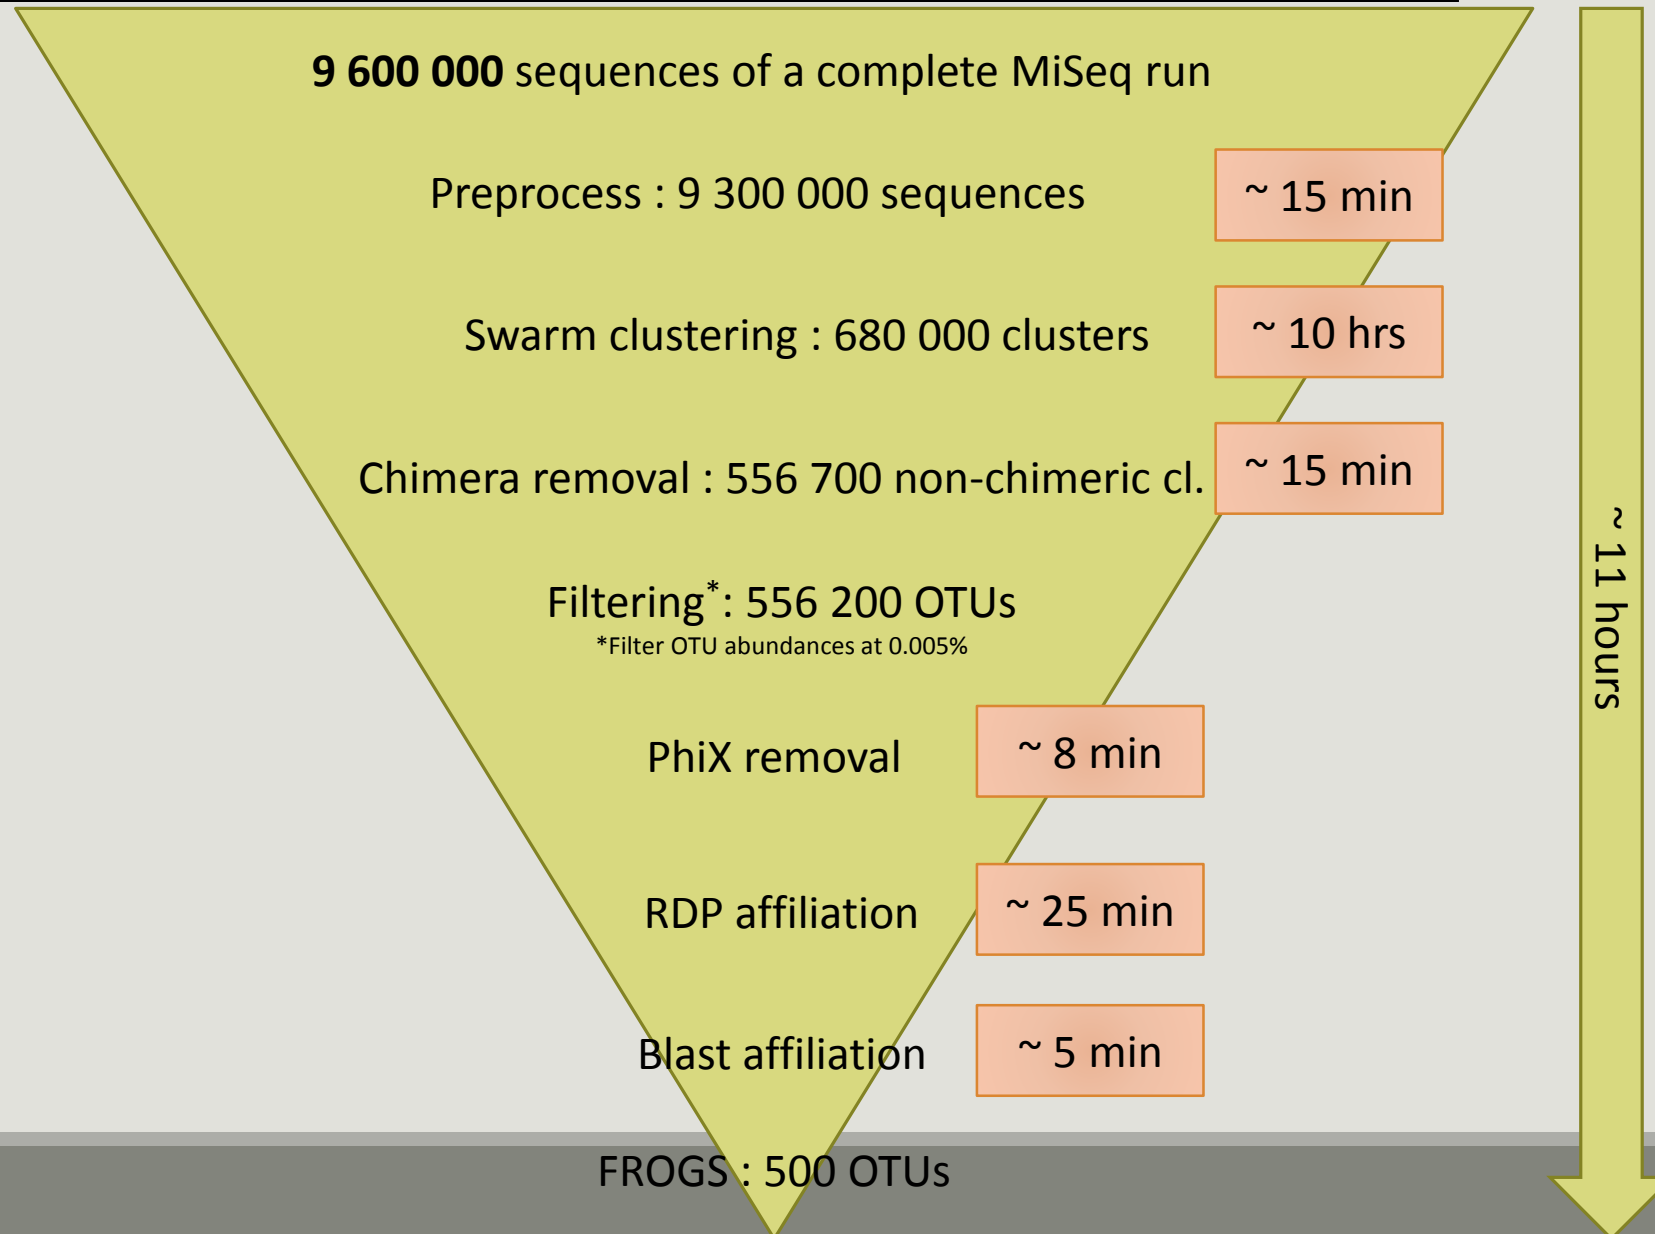 9 600 000 sequences of a complete MiSeq run
Preprocess : 9 300 000 sequences
~ 15 min
Swarm clustering : 680 000 clusters
~ 10 hrs
Chimera removal : 556 700 non-chimeric cl.
~ 15 min
Filtering*: 556 200 OTUs
*Filter OTU abundances at 0.005%
PhiX removal
~ 8 min
RDP affiliation
~ 25 min
Blast affiliation
~ 5 min
FROGS : 500 OTUs
~ 11 hours